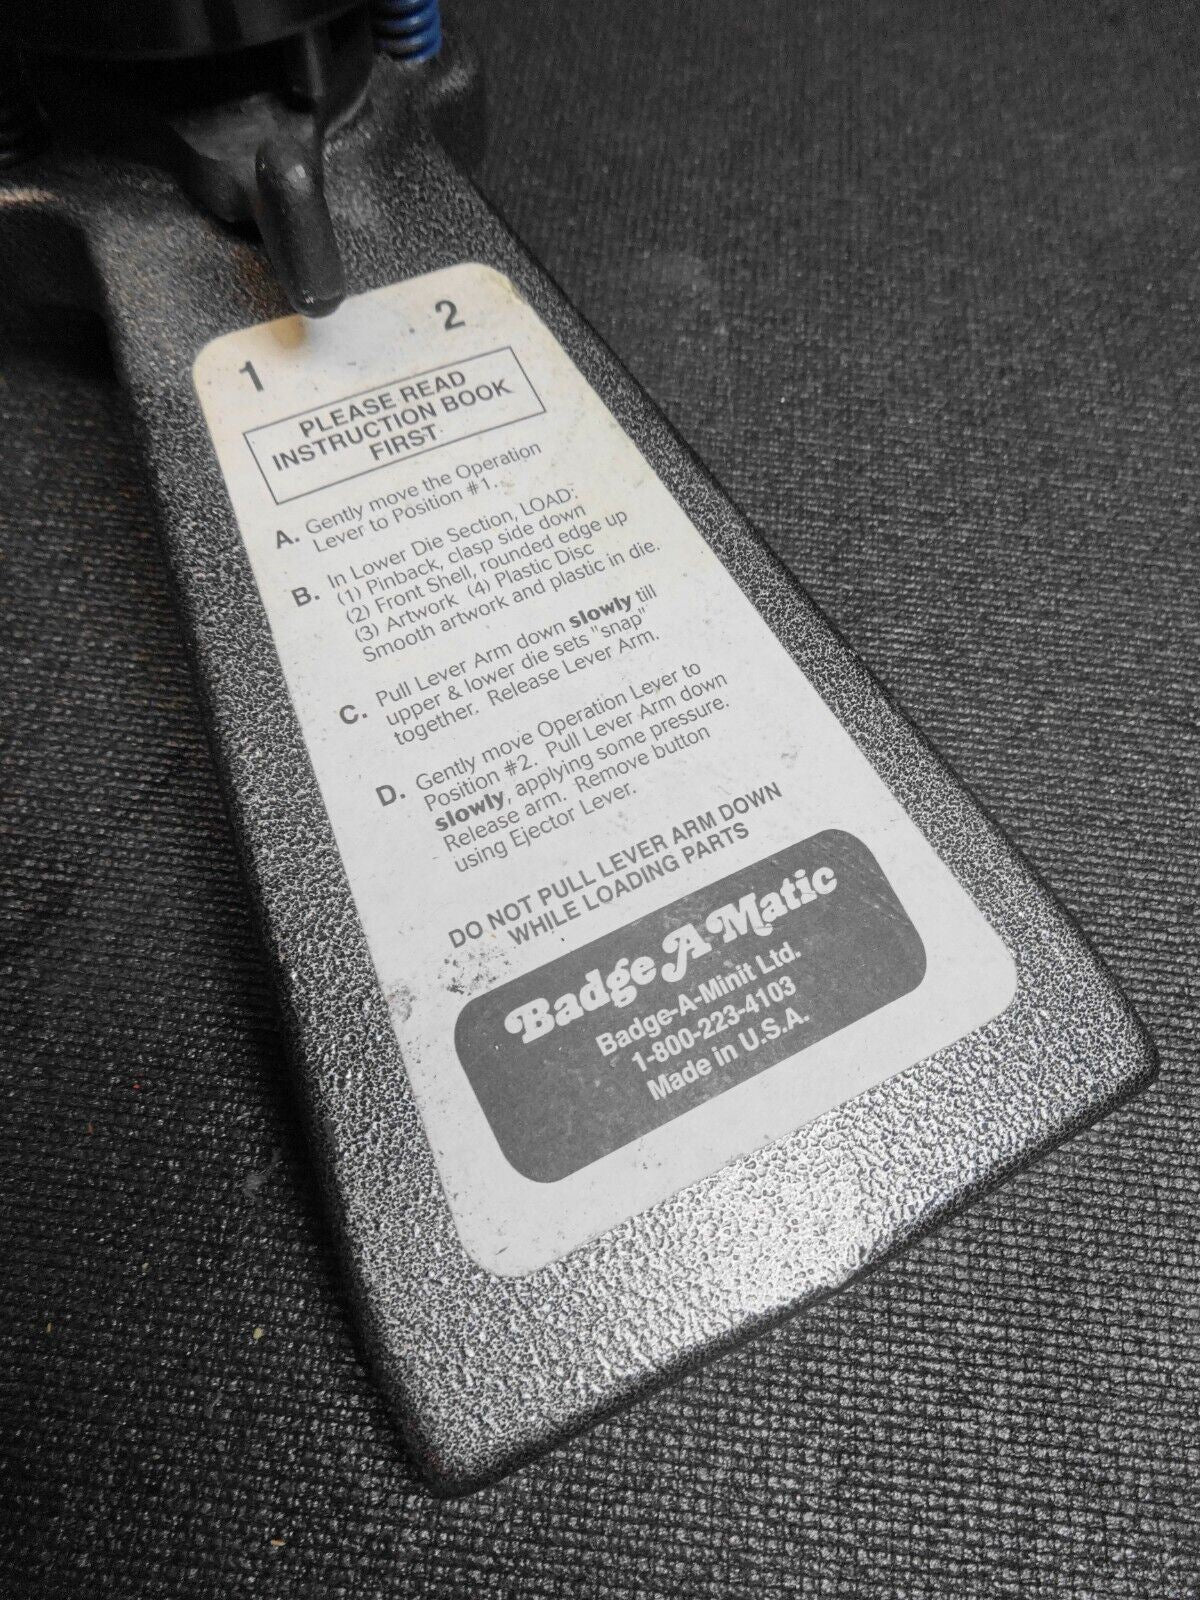 1 2
PLEASE READ
INSTRUCTION BOOK
FIRST
A. Gently move the Operation
Lever to Position #1.
B. In Lower Die Section, LOAD:
(1) Pinback, clasp side down
(2) Front Shell, rounded edge up
(3) Artwork (4) Plastic Disc
Smooth artwork and plastic in die.
C. Pull Lever Arm down slowly till
upper & lower die sets "snap"
together. Release Lever Arm.
D. Gently move Operation Lever to
Position #2. Pull Lever Arm down
slowly, applying some pressure.
Release arm. Remove button
using Ejector Lever.
DO NOT PULL LEVER ARM DOWN
WHILE LOADING PARTS
Badge A Matic
Badge-A-Minit Ltd.
1-800-223-4103
Made in U.S.A.